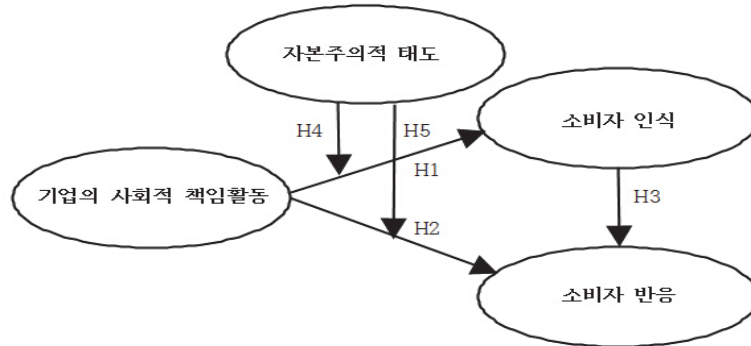 자본주의적 태도
소비자 인식
H4
H5
H1
기업의 사회적 책임활동
H3
H2
소비자 반응